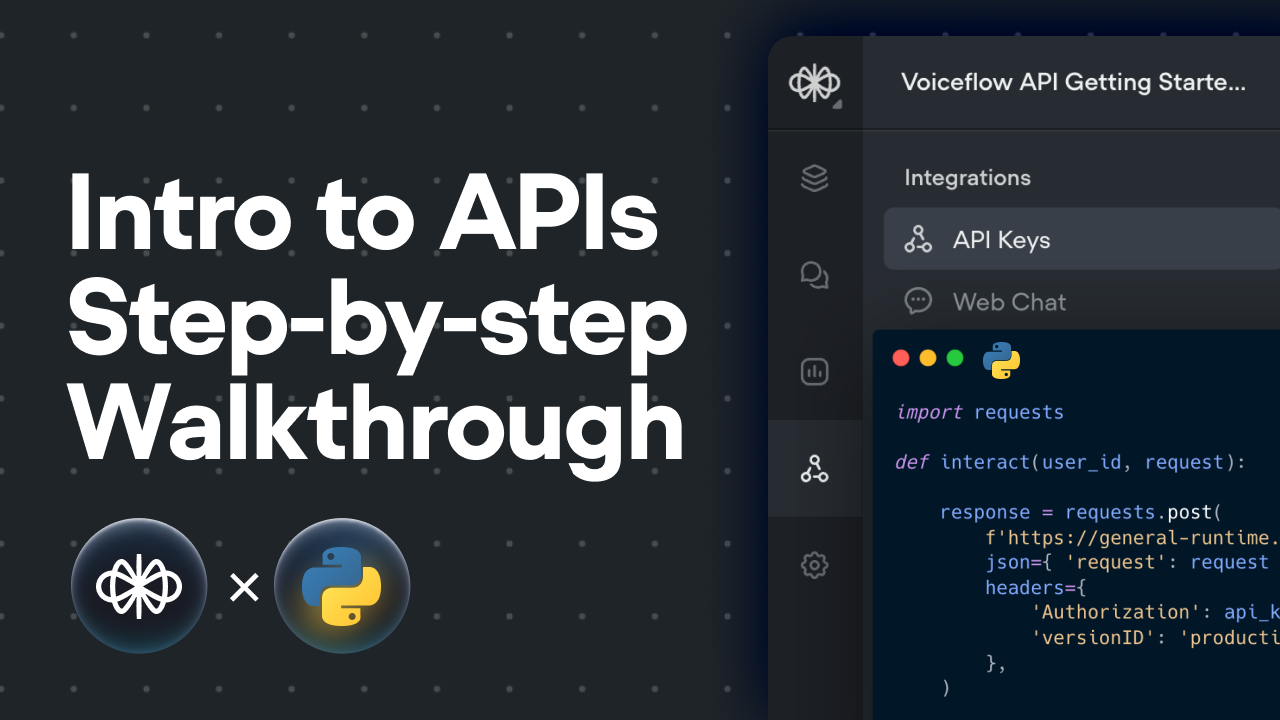 Intro to APIs
Step-by-step
Walkthrough
×
Voiceflow API Getting Starte...
Integrations
API Keys
Web Chat
import requests
def interact(user_id, request):
response = requests.post(
f'https://general-runtime.
json={ 'request': request
headers={
'Authorization': api_k
'versionID': 'producti
},
)